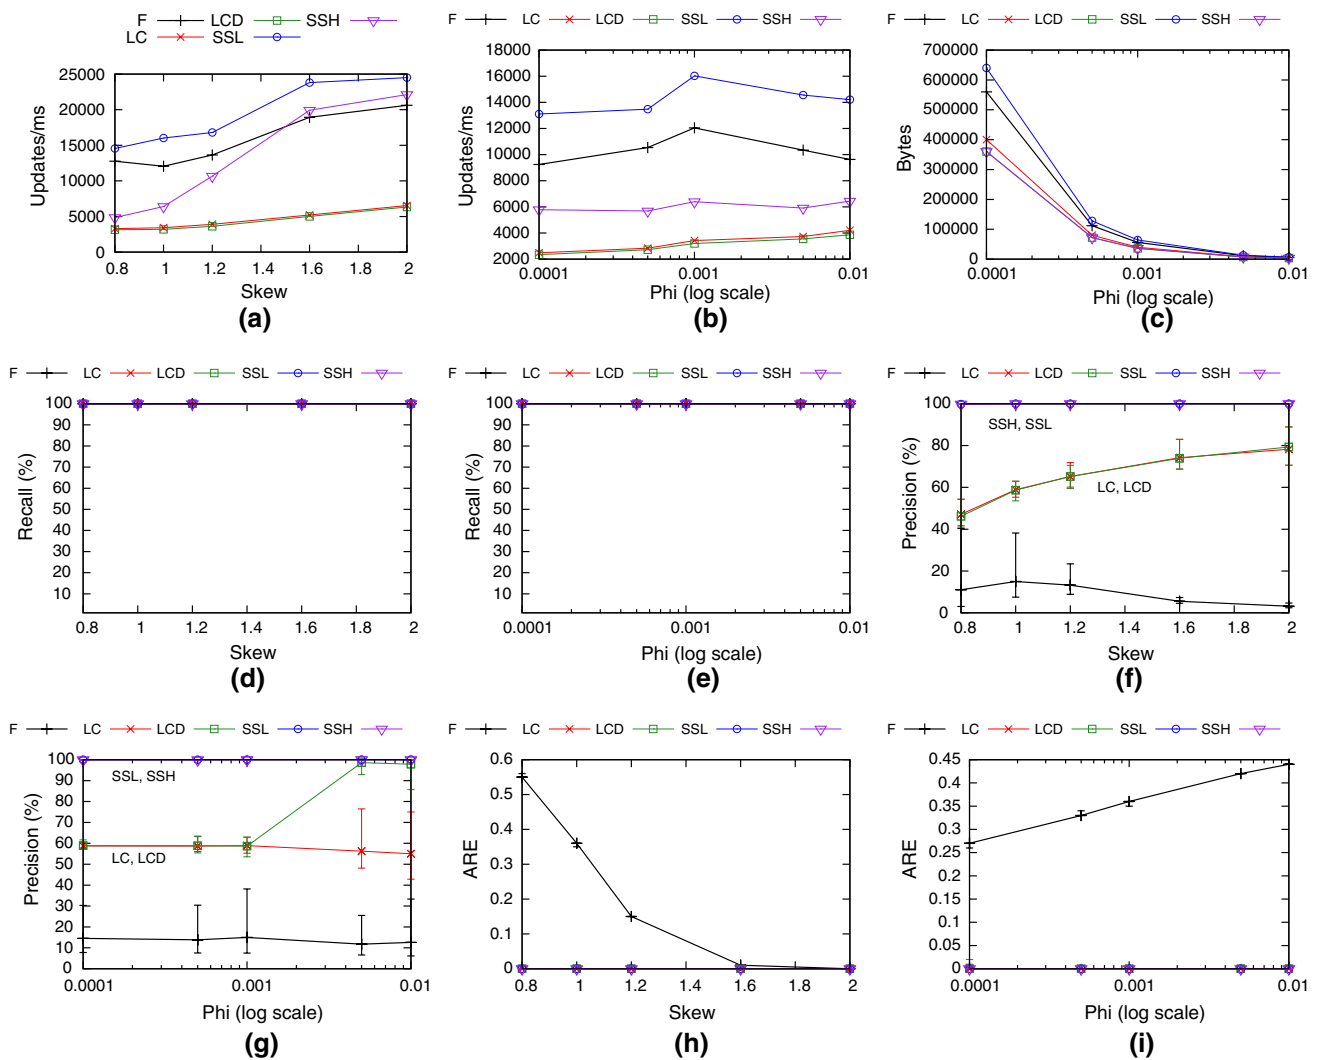 F LCD SSH
LC SSL
25000
20000
15000
10000
5000
0
Updates/ms
0.8 1 1.2 1.4 1.6 1.8 2
Skew
(a)
F LC LCD SSL SSH
18000
16000
14000
12000
10000
8000
6000
4000
2000
Updates/ms
0.0001 0.001 0.01
Phi (log scale)
(b)
F LC LCD SSL SSH
700000
600000
500000
400000
300000
200000
100000
0
Bytes
0.0001 0.001 0.01
Phi (log scale)
(c)
F LC LCD SSL SSH
100
90
80
70
60
50
40
30
20
10
Recall (%)
0.8 1 1.2 1.4 1.6 1.8 2
Skew
(d)
F LC LCD SSL SSH
100
90
80
70
60
50
40
30
20
10
Recall (%)
0.0001 0.001 0.01
Phi (log scale)
(e)
F LC LCD SSL SSH
100
80
60
40
20
0
Precision (%)
SSH, SSL
LC, LCD
0.8 1 1.2 1.4 1.6 1.8 2
Skew
(f)
F LC LCD SSL SSH
100
90
80
70
60
50
40
30
20
10
0
Precision (%)
SSL, SSH
LC, LCD
0.0001 0.001 0.01
Phi (log scale)
(g)
F LC LCD SSL SSH
0.6
0.5
0.4
0.3
0.2
0.1
0
ARE
0.8 1 1.2 1.4 1.6 1.8 2
Skew
(h)
F LC LCD SSL SSH
0.45
0.4
0.35
0.3
0.25
0.2
0.15
0.1
0.05
0
ARE
0.0001 0.001 0.01
Phi (log scale)
(i)